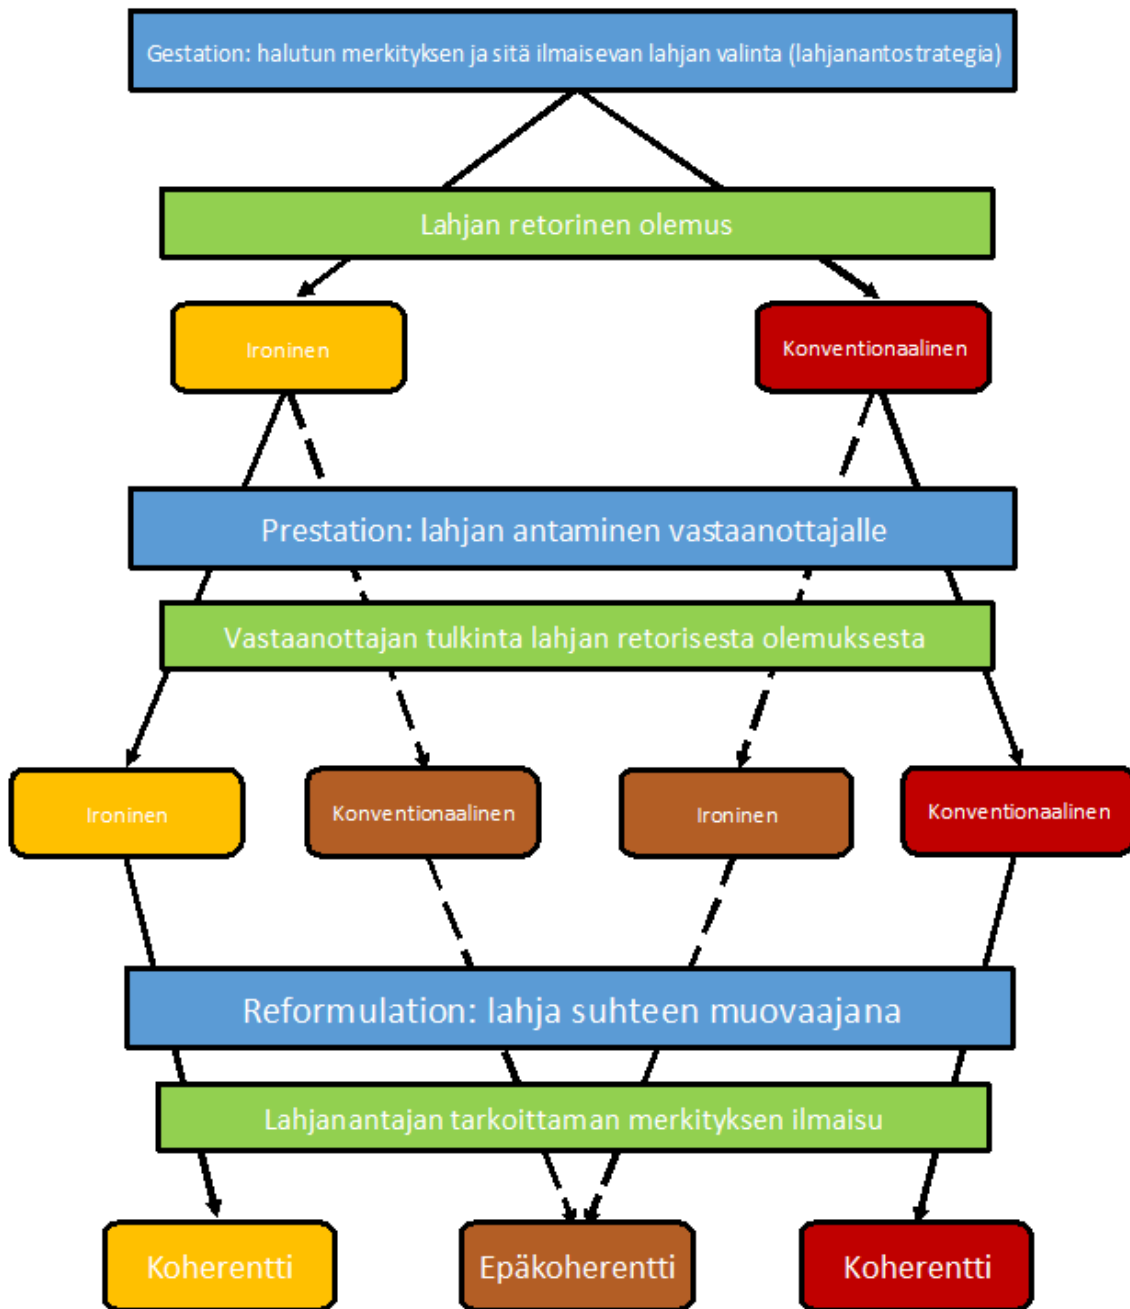 Gestation: halutun merkityksen ja sitä ilmaisevan lahjan valinta (lahjanantostrategia)
Lahjan retorinen olemus
Ironinen
Konventionaalinen
Prestation: lahjan antaminen vastaanottajalle
Vastaanottajan tulkinta lahjan retorisesta olemuksesta
Ironinen
Konventionaalinen
Ironinen
Konventionaalinen
Reformulation: lahja suhteen muovaajana
Lahjanantajan tarkoittaman merkityksen ilmaisu
Koherentti
Epäkoherentti
Koherentti